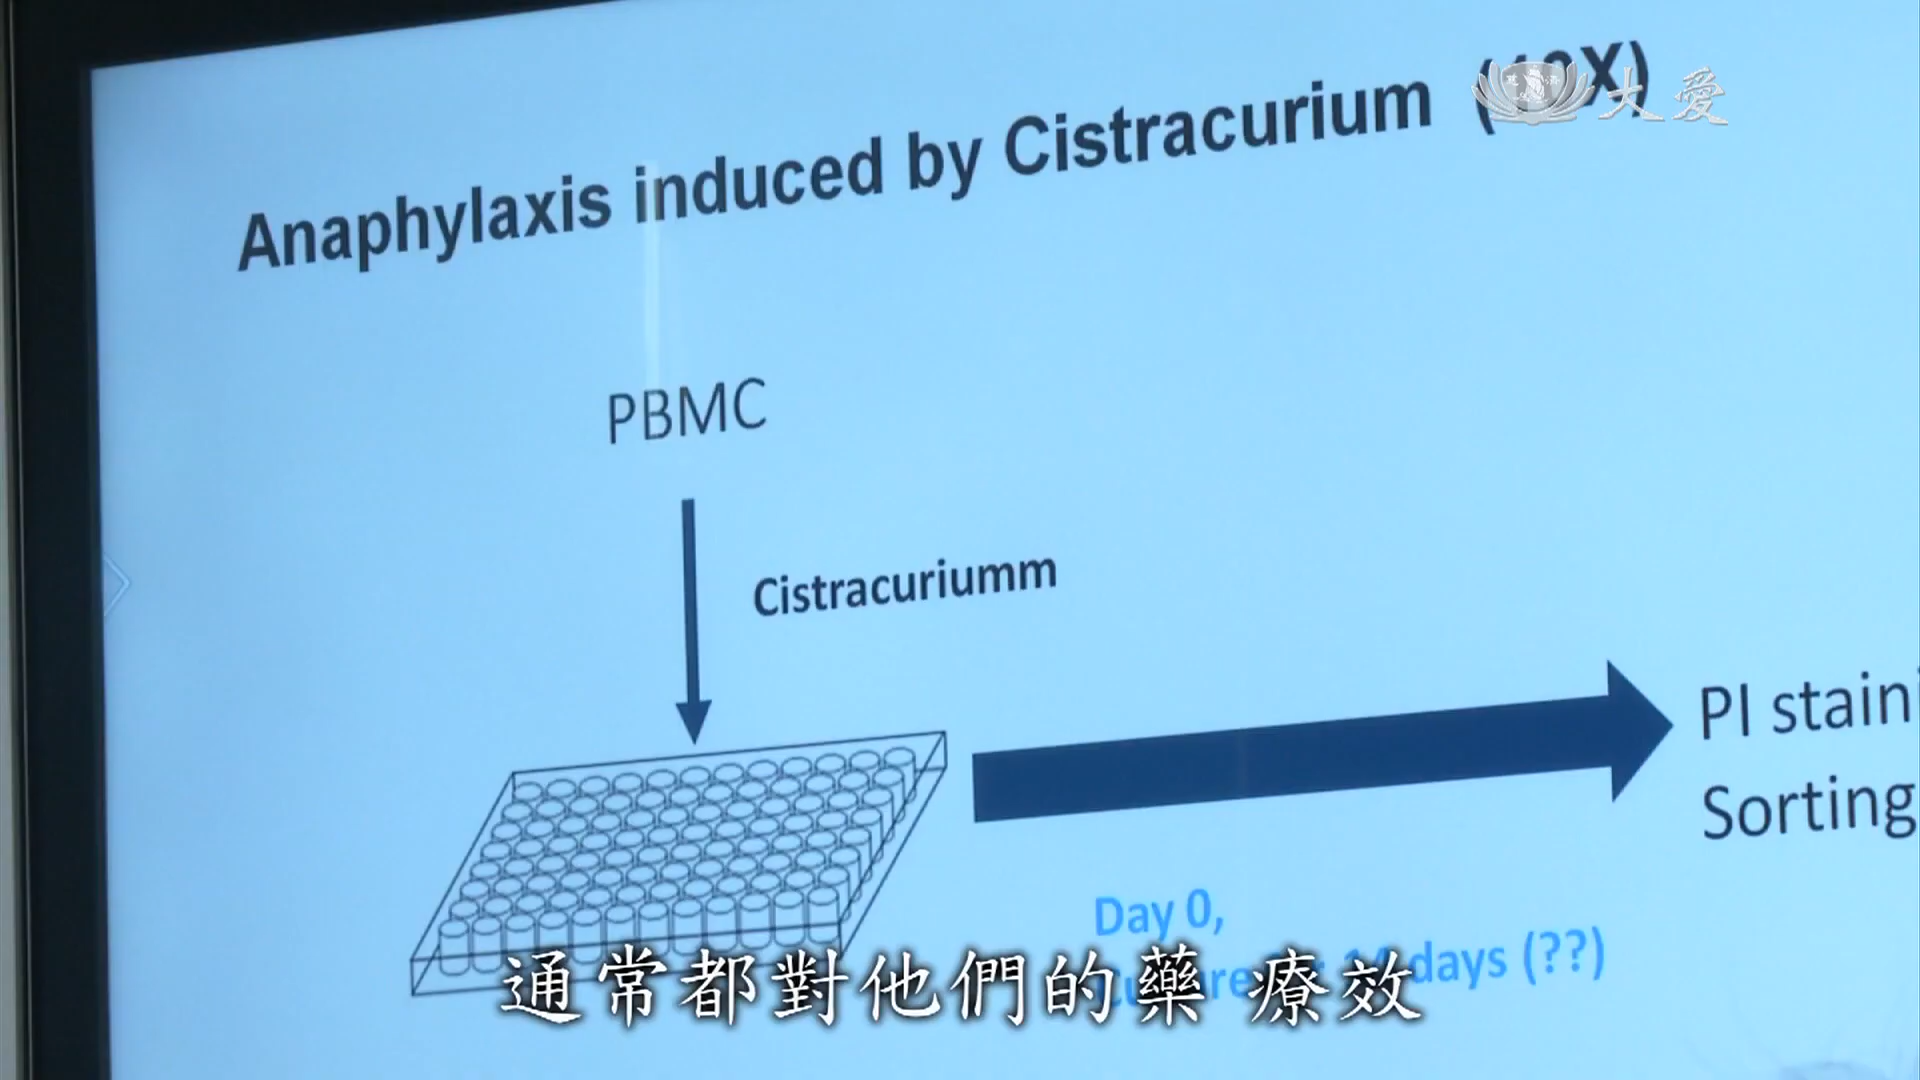 Anaphylaxis induced by Cistracurium
大愛
PBMC
Cistracuriumm
PI staini
Sorting
Day 0,
days (??)
通常都對他們的藥 療效